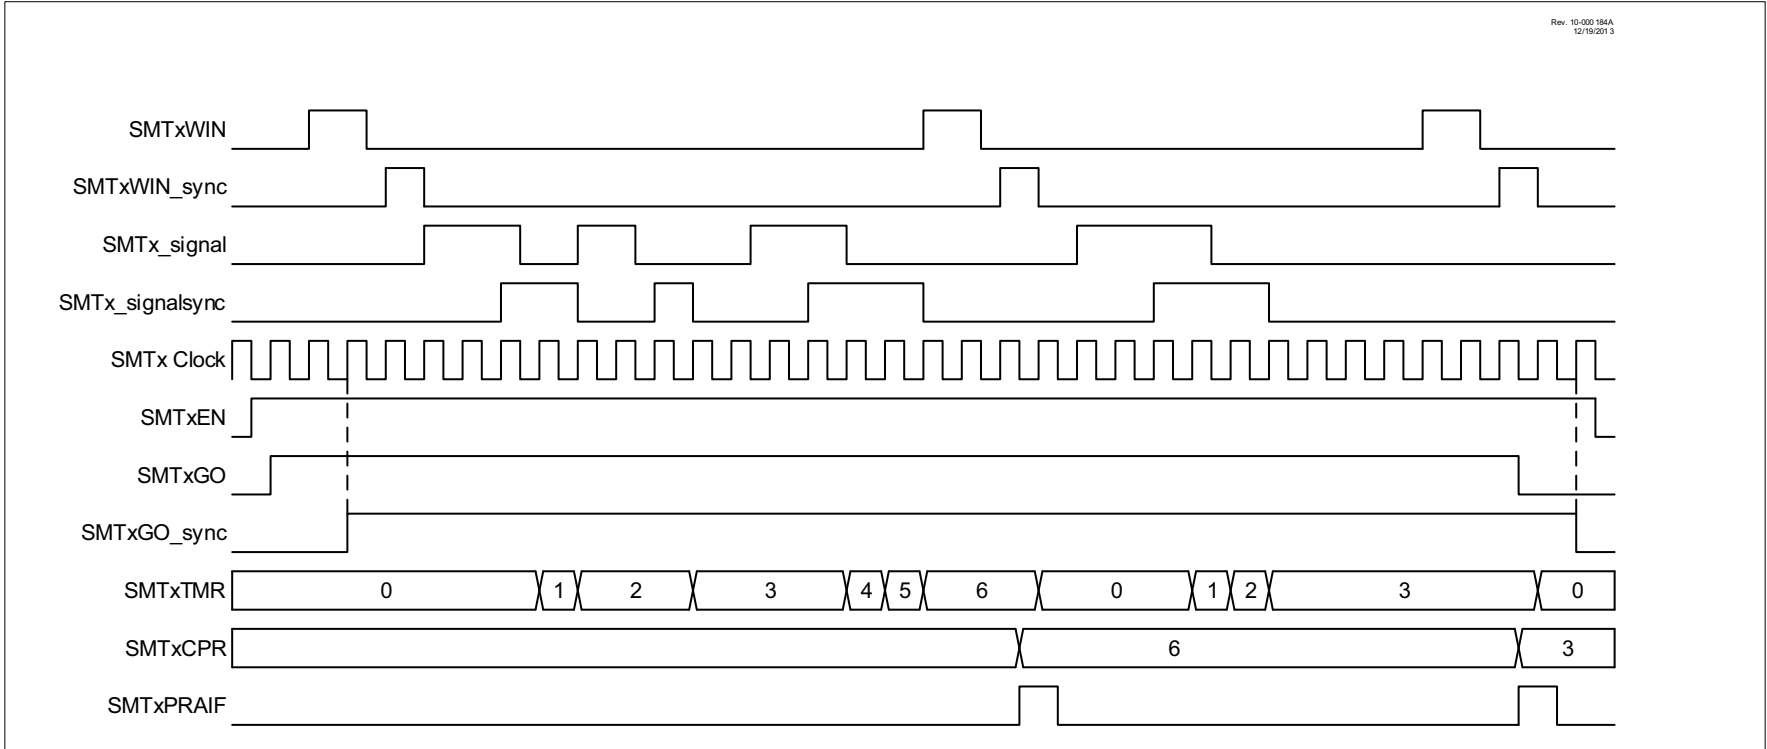 Rev. 10-000 184A
12/19/201 3
SMTxWIN
SMTxWIN_sync
SMTx_signal
SMTx_signalsync
SMTx Clock
SMTxEN
SMTxGO
SMTxGO_sync
SMTxTMR 0 1 2 3 4 5 6 0 1 2 3 0
SMTxCPR 6 3
SMTxPRAIF